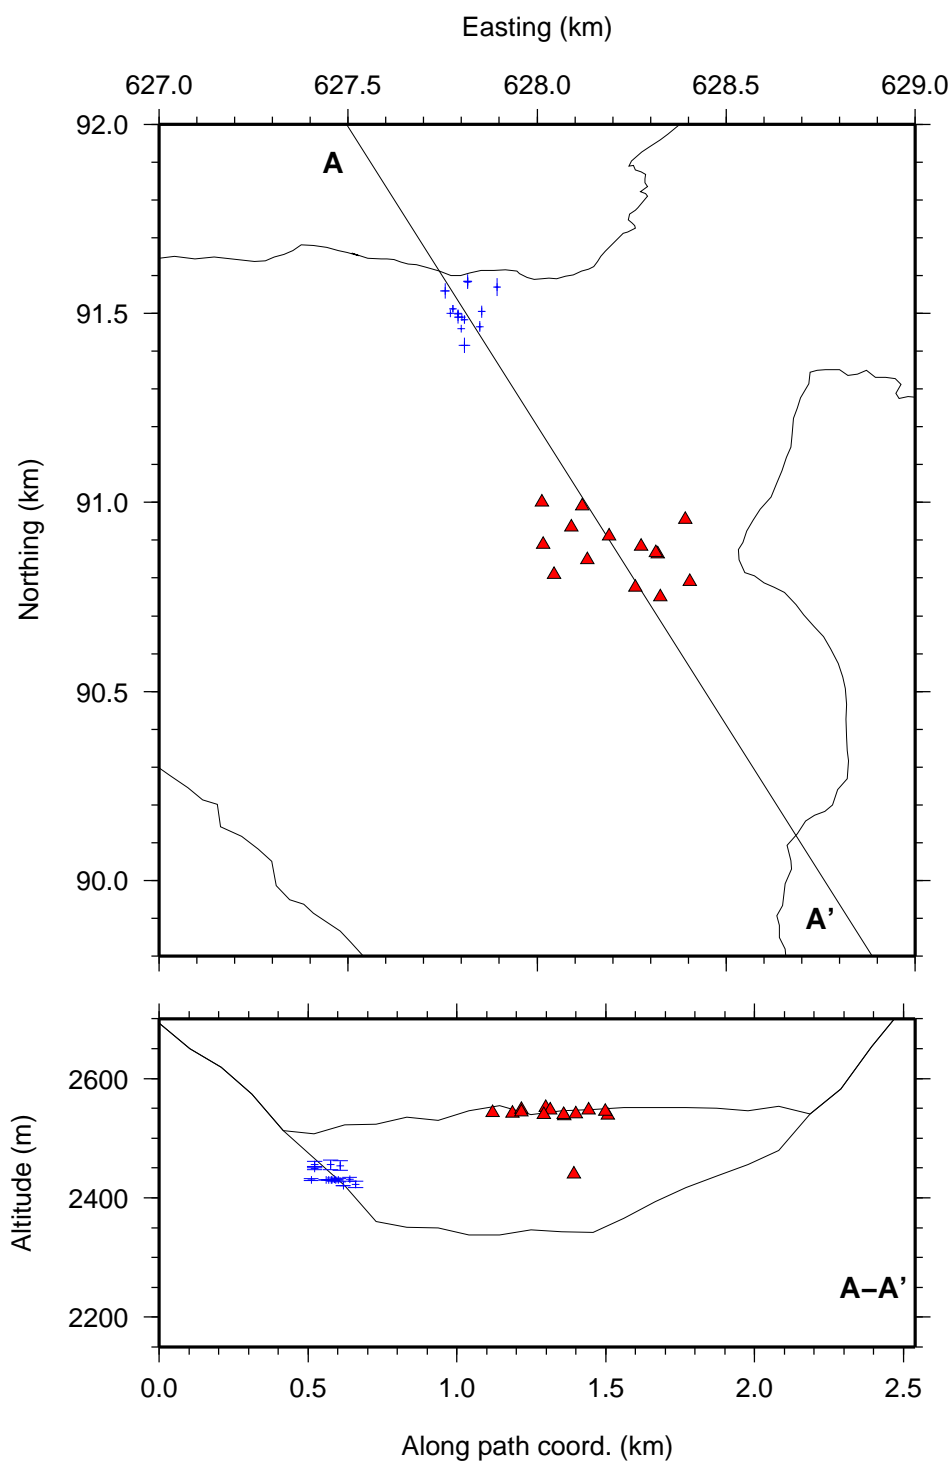 Easting (km)
627.0 627.5 628.0 628.5 629.0
92.0
A
91.5
91.0
Northing (km)
90.5
90.0
A’
2600
2400
Altitude (m)
A–A’
2200
0.0 0.5 1.0 1.5 2.0 2.5
Along path coord. (km)